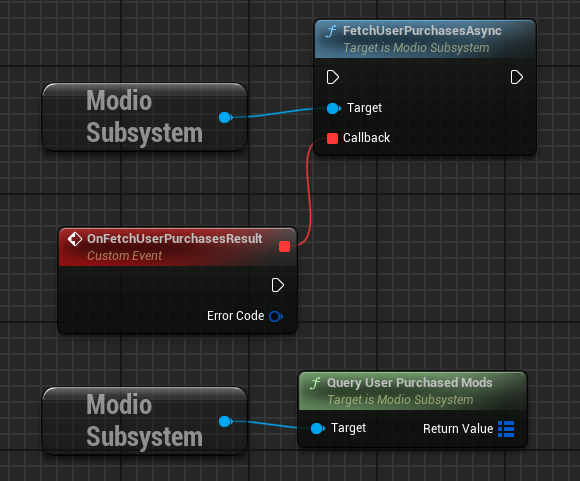 FetchUserPurchasesAsync
Target is Modio Subsystem
Modio
Subsystem
Target
Callback
OnFetchUserPurchasesResult
Custom Event
Error Code
Query User Purchased Mods
Target is Modio Subsystem
Modio
Subsystem
Target Return Value